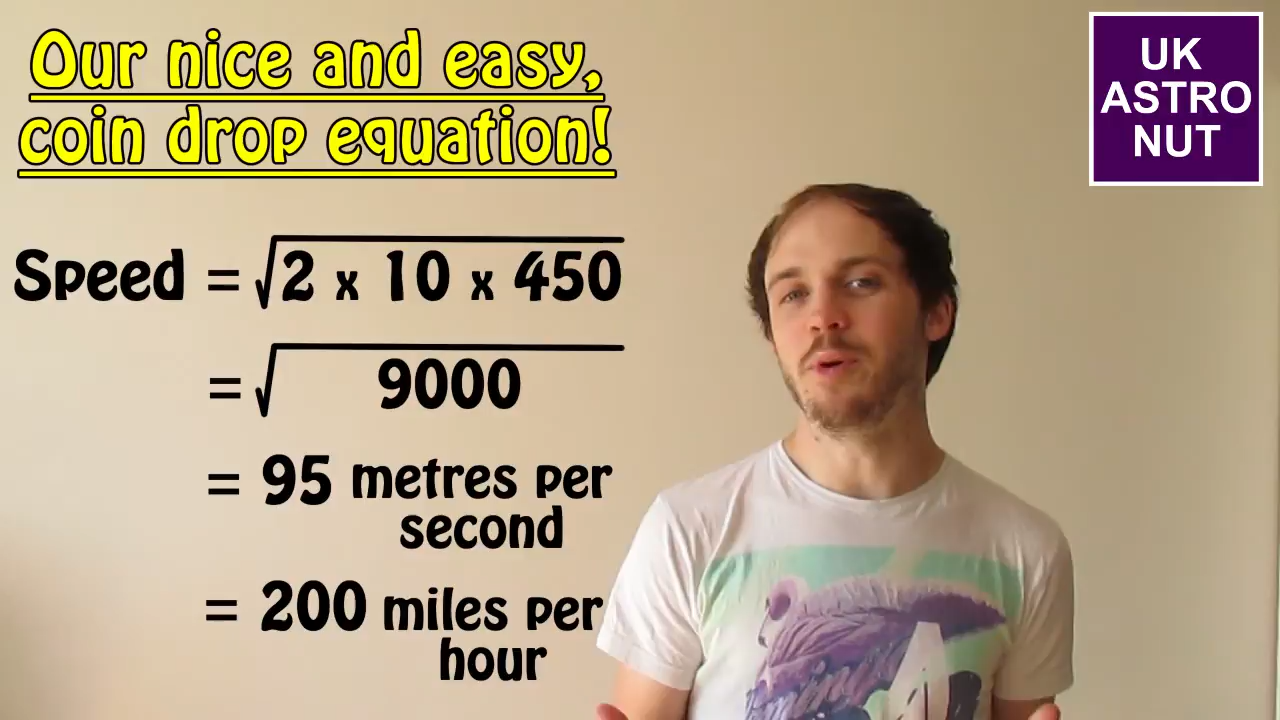 Our nice and easy,
coin drop equation!
UK
ASTRO
NUT
Speed = √2 x 10 x 450
= √9000
= 95 metres per
second
= 200 miles per
hour